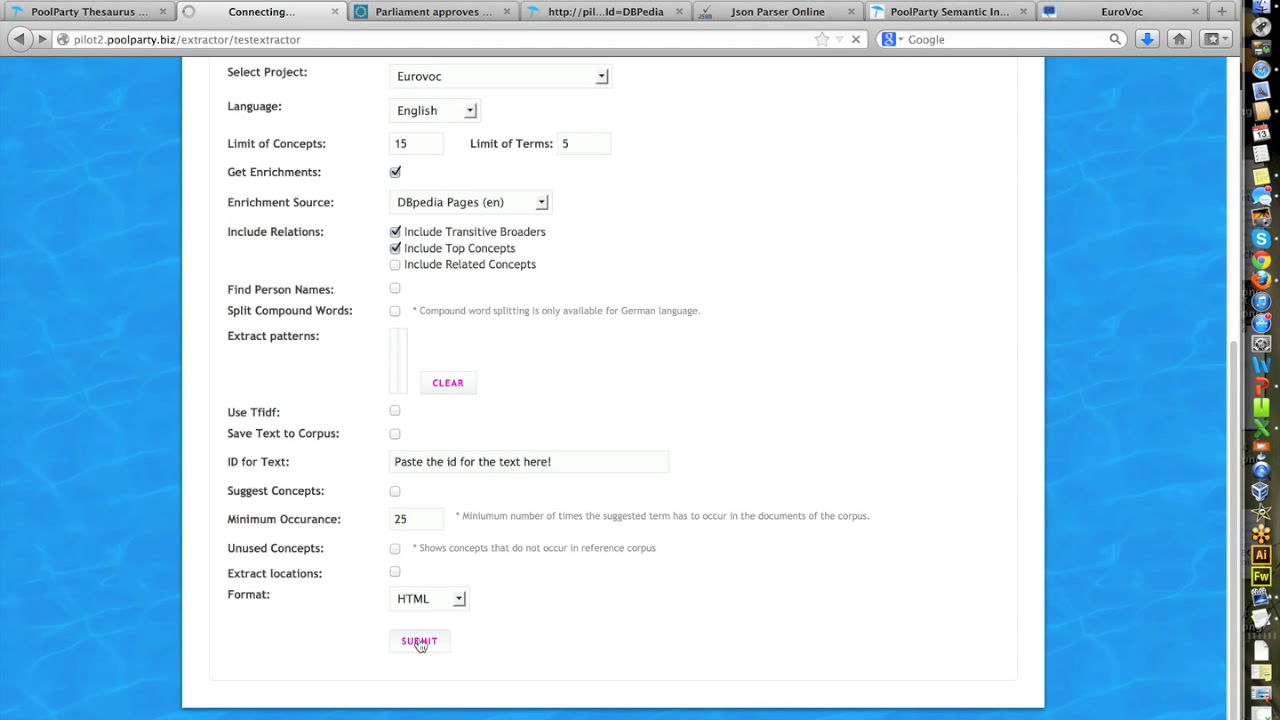 PoolParty Thesaurus ...
Connecting...
Parliament approves ...
http://pil...Id=DBPedia
Json Parser Online
PoolParty Semantic In...
EuroVoc
pilot2.poolparty.biz/extractor/testextractor
Google
Select Project: Eurovoc
Language: English
Limit of Concepts: 15 Limit of Terms: 5
Get Enrichments:
Enrichment Source: DBpedia Pages (en)
Include Relations: Include Transitive Broaders
Include Top Concepts
Include Related Concepts
Find Person Names:
Split Compound Words: * Compound word splitting is only available for German language.
Extract patterns:
CLEAR
Use Tfidf:
Save Text to Corpus:
ID for Text: Paste the id for the text here!
Suggest Concepts:
Minimum Occurance: 25 * Miniumum number of times the suggested term has to occur in the documents of the corpus.
Unused Concepts: * Shows concepts that do not occur in reference corpus
Extract locations:
Format: HTML
SUBMIT